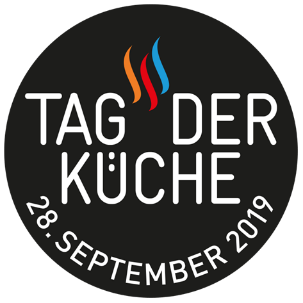 TAG DER
KÜCHE
28. SEPTEMBER 2019